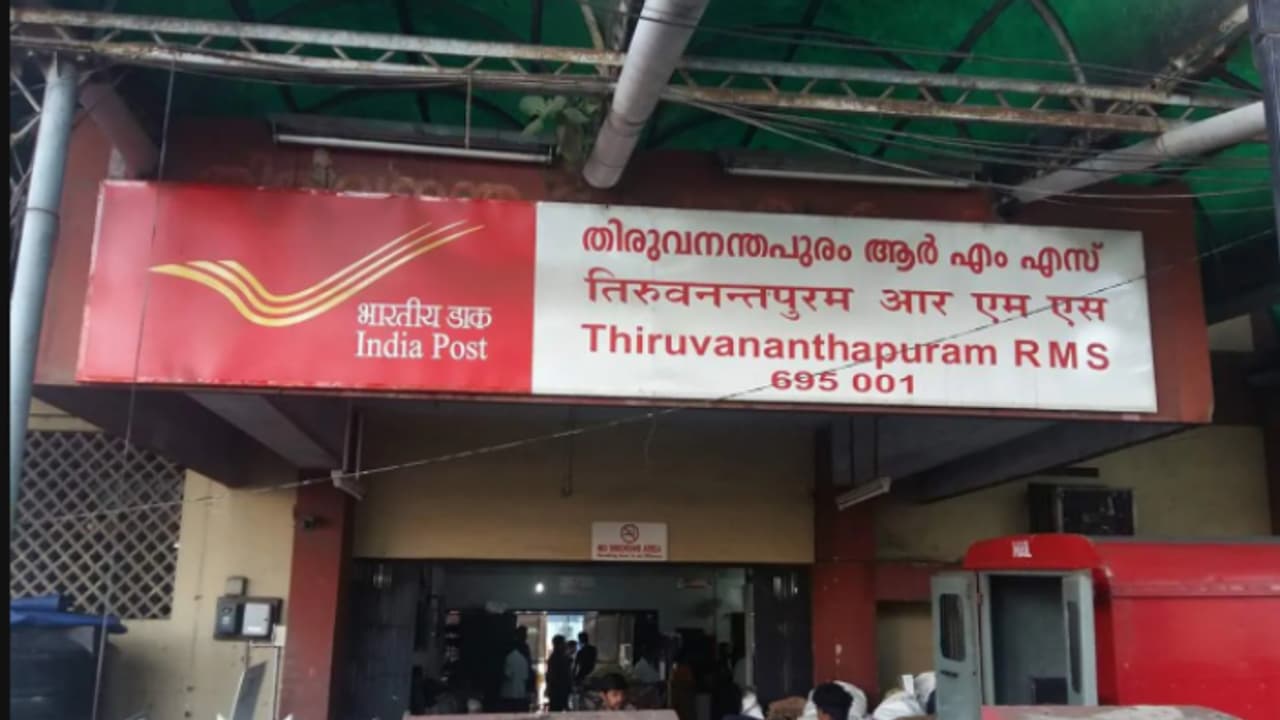 भारतीय डाक
India Post
തിരുവനന്തപുരം ആർ എം എസ്
तिरुवनन्तपुरम आर एम एस
Thiruvananthapuram RMS
695 001
NO SMOKING AREA
MAIL